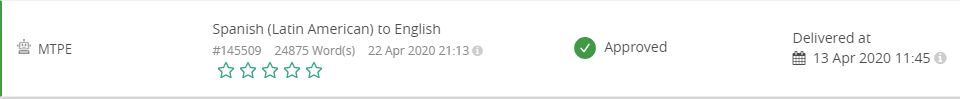 MTPE
Spanish (Latin American) to English
#145509 24875 Word(s) 22 Apr 2020 21:13
Approved
Delivered at
13 Apr 2020 11:45